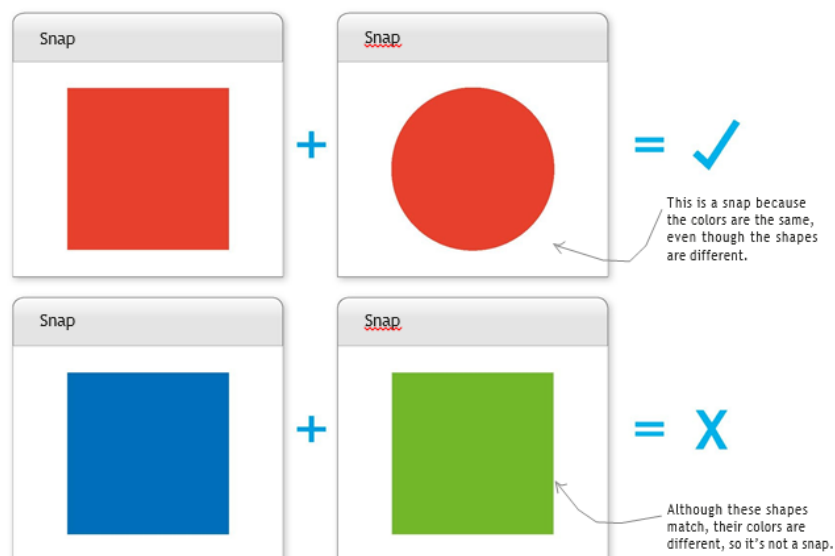 Snap
Snap
+
=
✓
This is a snap because
the colors are the same,
even though the shapes
are different.
Snap
Snap
+
=
X
Although these shapes
match, their colors are
different, so it's not a snap.